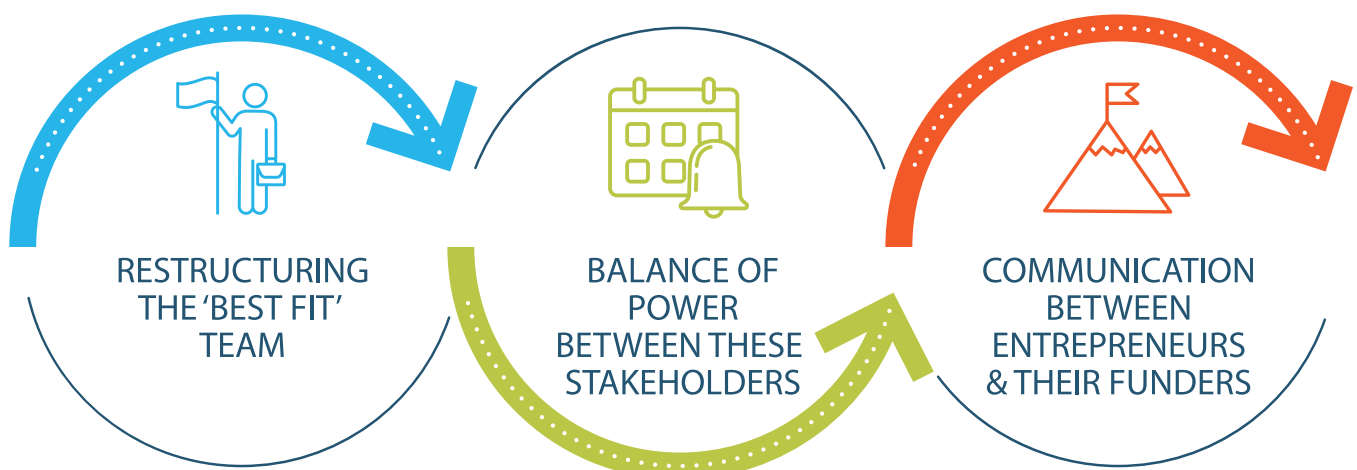 RESTRUCTURING
THE ‘BEST FIT’
TEAM
BALANCE OF
POWER
BETWEEN THESE
STAKEHOLDERS
COMMUNICATION
BETWEEN
ENTREPRENEURS
& THEIR FUNDERS